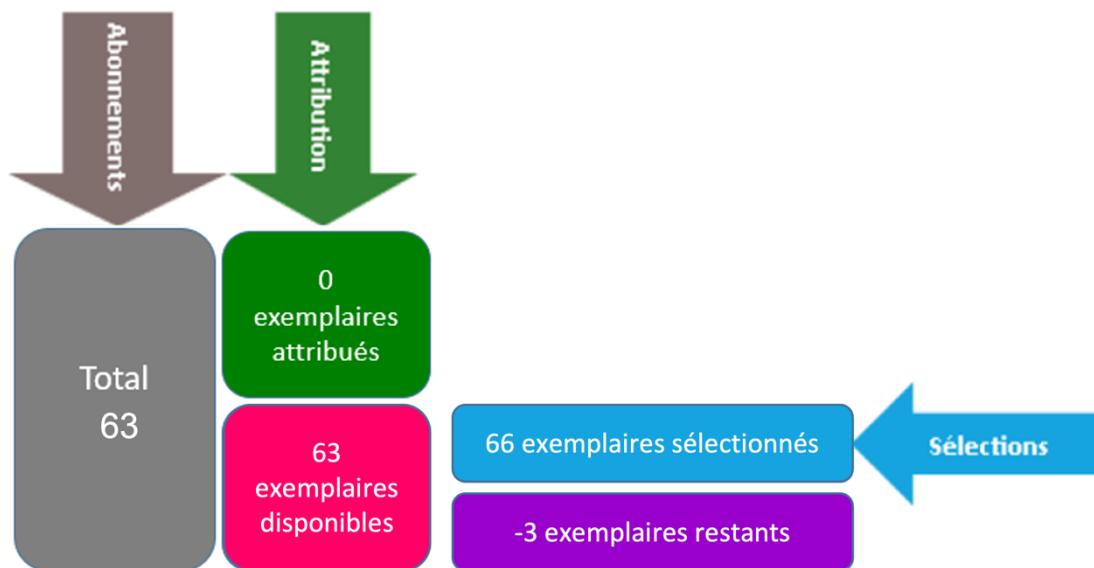 Abonnements
Attribution
Total
63
0
exemplaires
attribués
63
exemplaires
disponibles
66 exemplaires sélectionnés
Sélections
-3 exemplaires restants